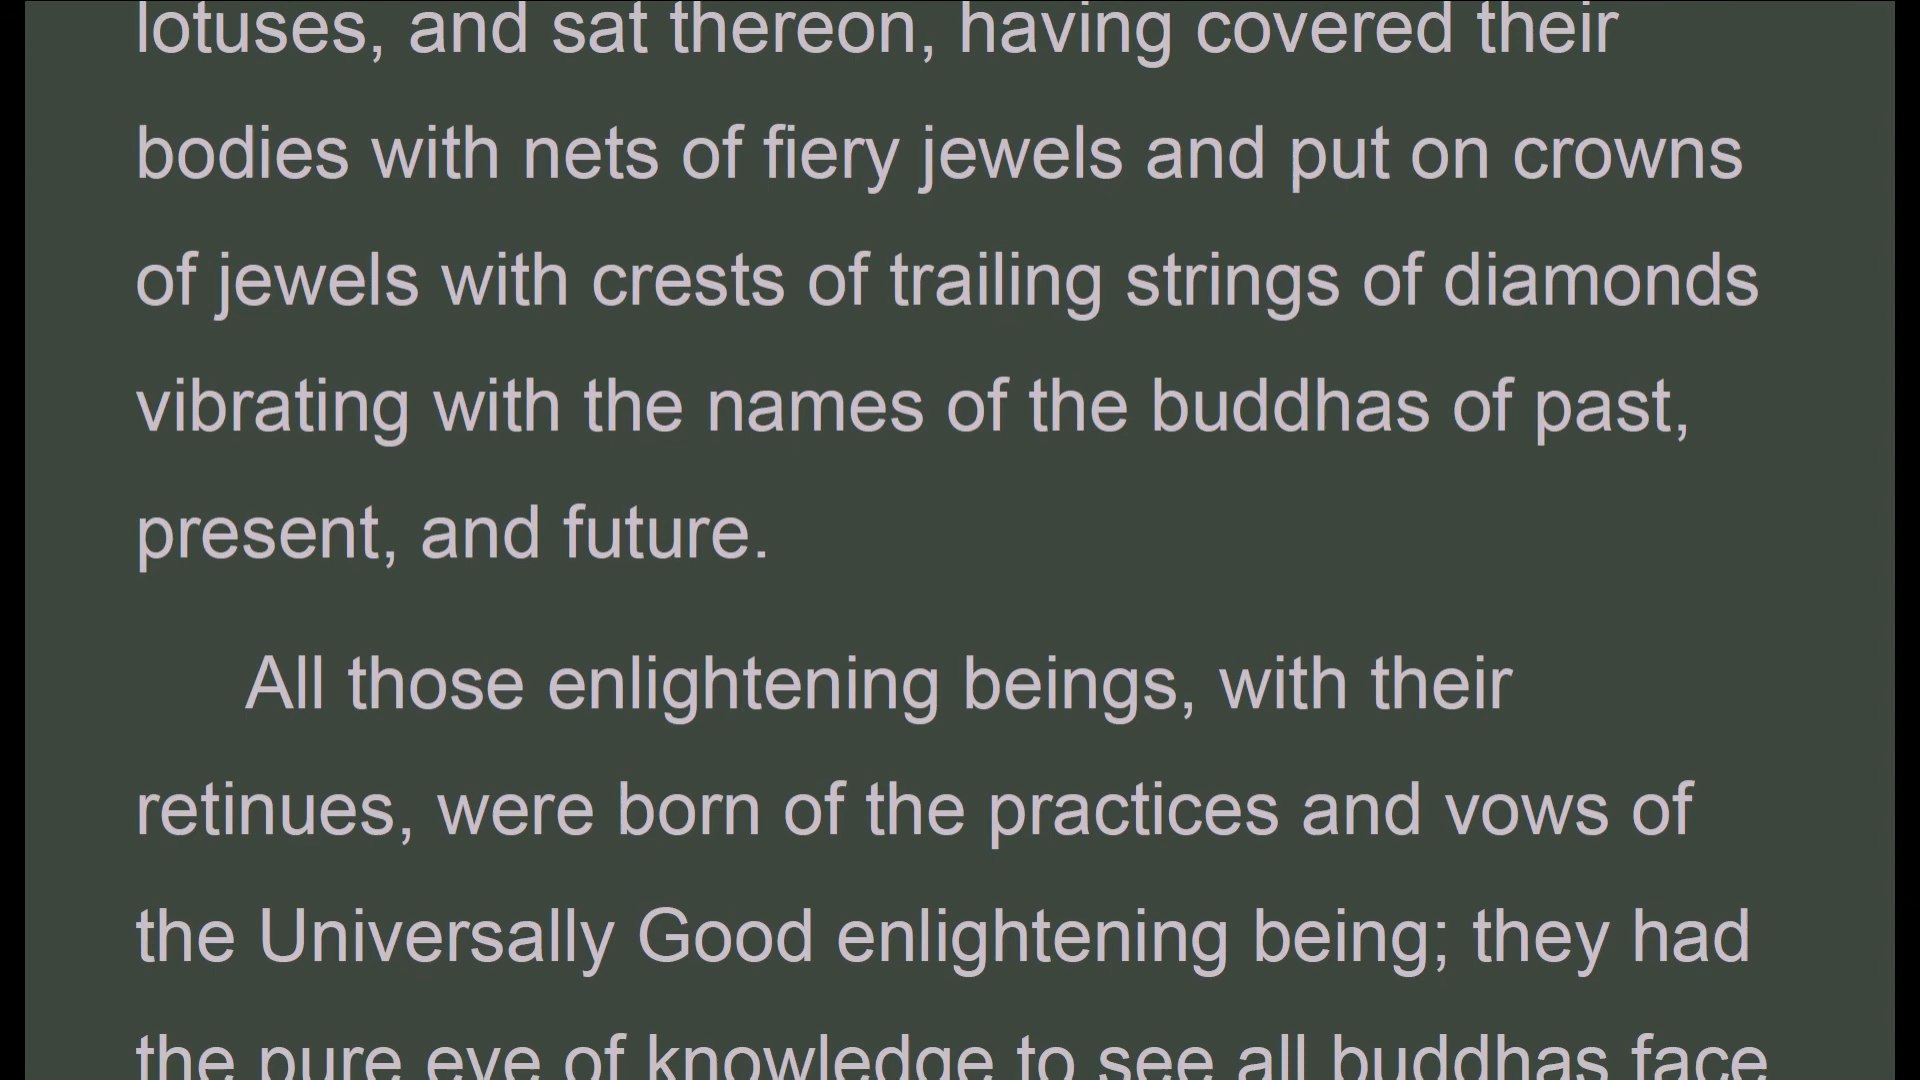 lotuses, and sat thereon, having covered their
bodies with nets of fiery jewels and put on crowns
of jewels with crests of trailing strings of diamonds
vibrating with the names of the buddhas of past,
present, and future.
All those enlightening beings, with their
retinues, were born of the practices and vows of
the Universally Good enlightening being; they had
the pure eye of knowledge to see all buddhas face